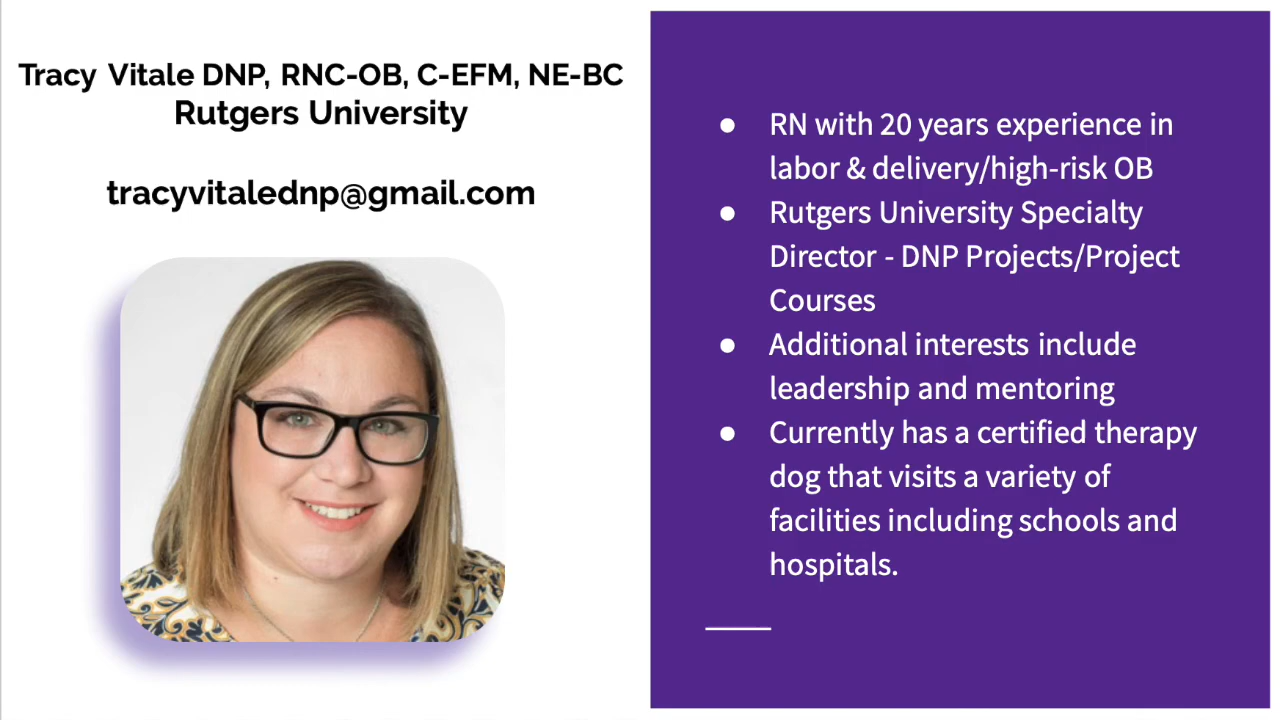 Tracy Vitale DNP, RNC-OB, C-EFM, NE-BC
Rutgers University
tracyvitalednp@gmail.com
● RN with 20 years experience in
labor & delivery/high-risk OB
● Rutgers University Specialty
Director - DNP Projects/Project
Courses
● Additional interests include
leadership and mentoring
● Currently has a certified therapy
dog that visits a variety of
facilities including schools and
hospitals.